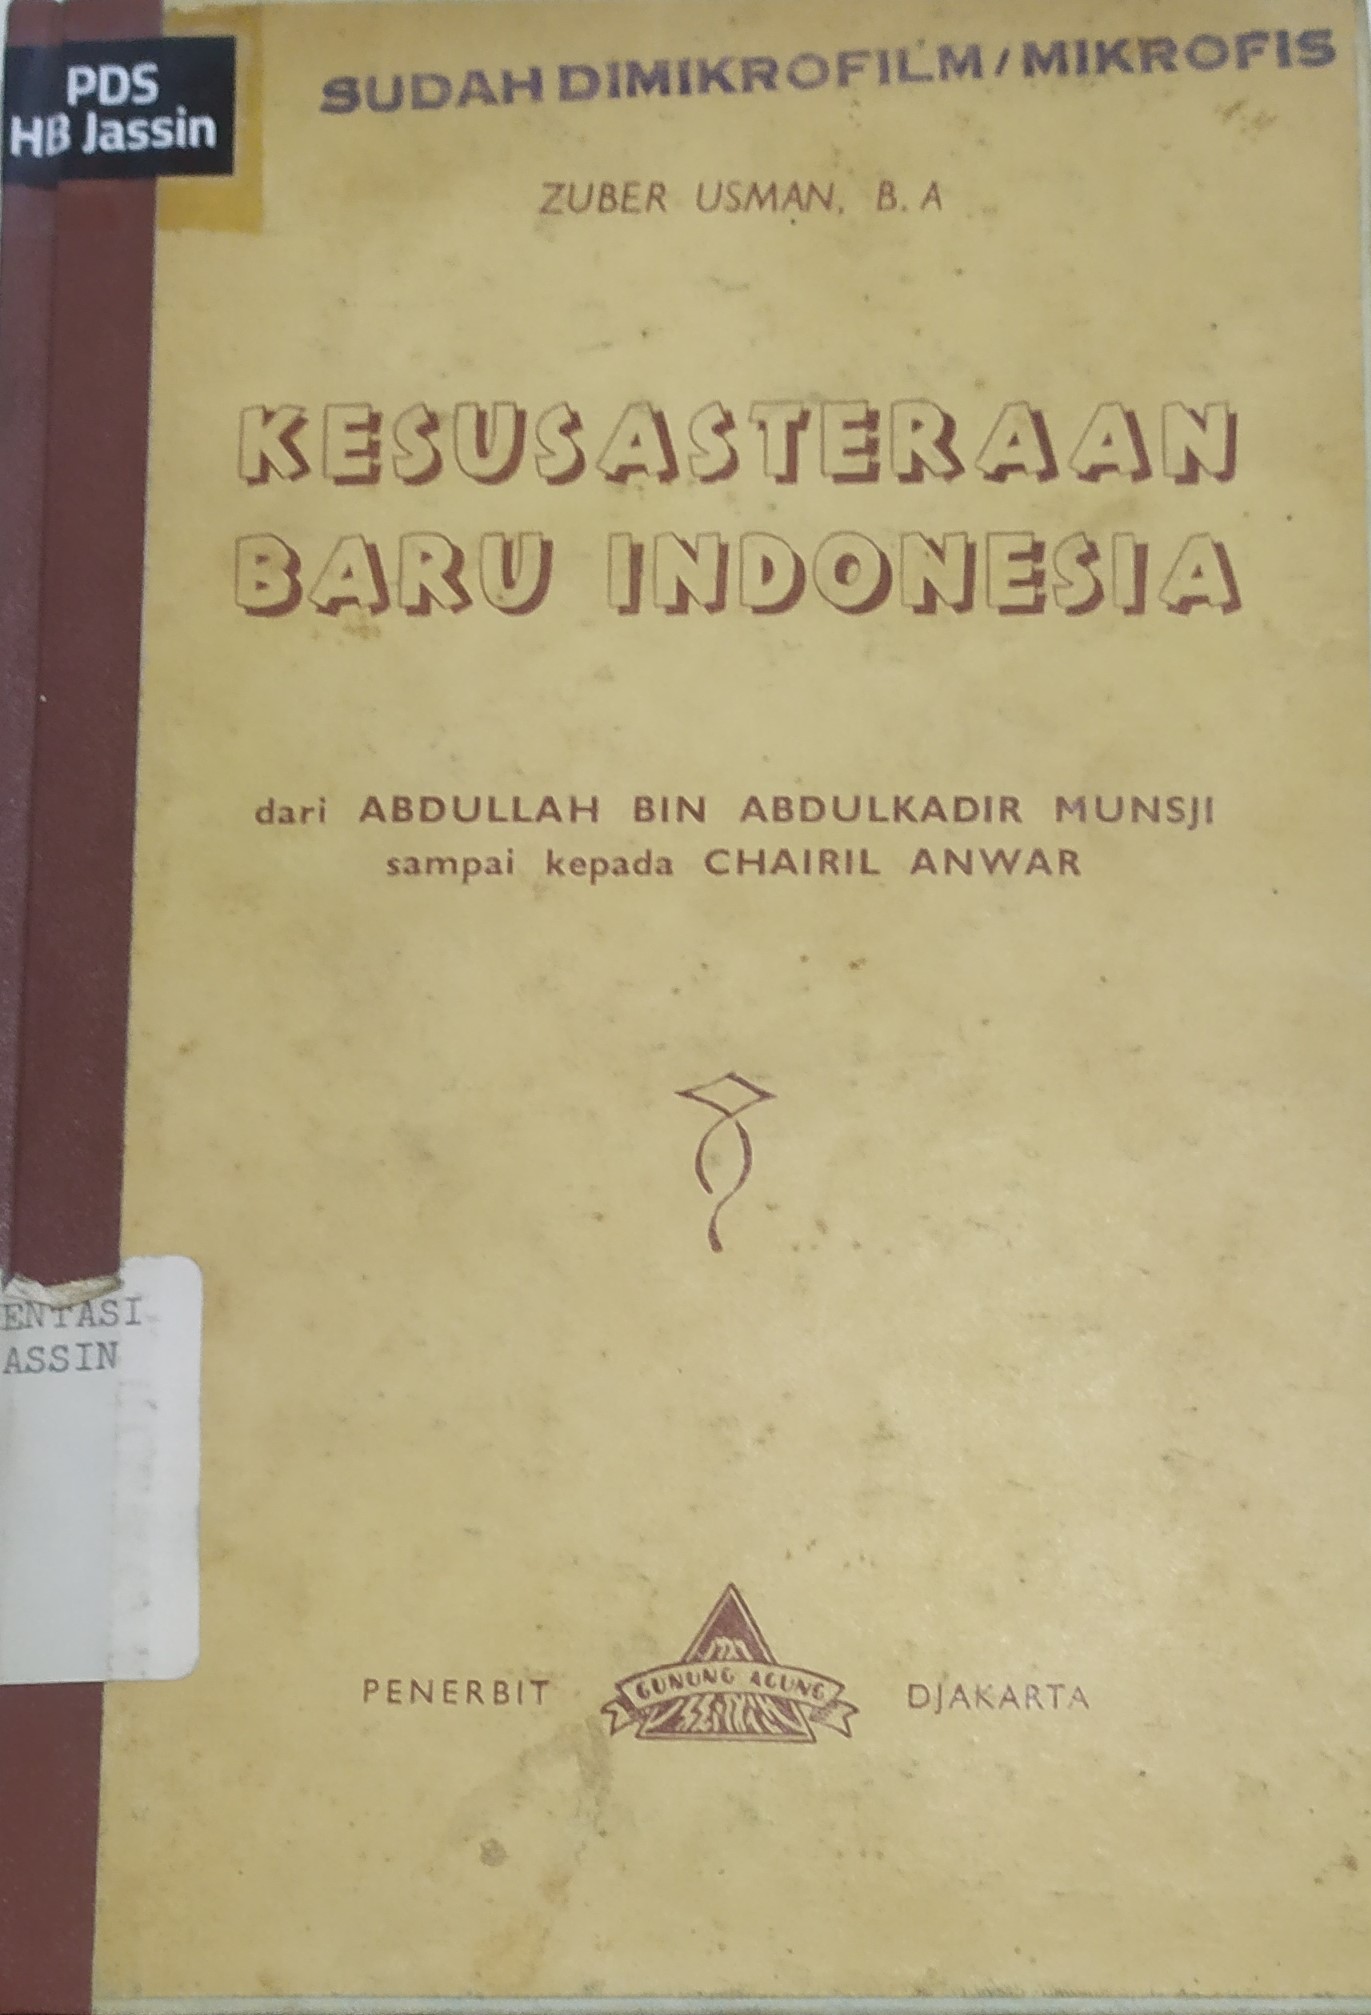 PDS
HB Jassin
SUDAH DIMIKROFILM / MIKROFIS
ZUBER USMAN, B. A
KESUSASTERAAN
BARU INDONESIA
dari ABDULLAH BIN ABDULKADIR MUNSJI
sampai kepada CHAIRIL ANWAR
ENTASI
ASSIN
PENERBIT
GUNUNG AGUNG
DJAKARTA